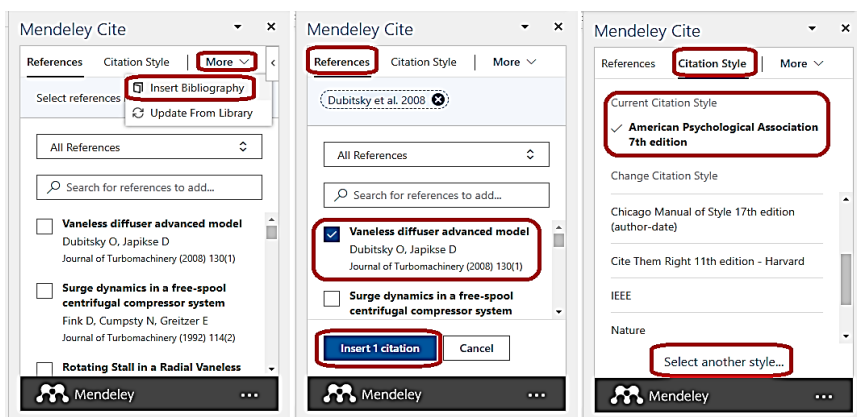 Mendeley Cite
References Citation Style More
Insert Bibliography
Select references
Update From Library
All References
Search for references to add...
Vaneless diffuser advanced model
Dubitsky O, Japikse D
Journal of Turbomachinery (2008) 130(1)
Surge dynamics in a free-spool
centrifugal compressor system
Fink D, Cumpsty N, Greitzer E
Journal of Turbomachinery (1992) 114(2)
Rotating Stall in a Radial Vaneless
Mendeley
Mendeley Cite
References Citation Style More
Dubitsky et al. 2008
All References
Search for references to add...
Vaneless diffuser advanced model
Dubitsky O, Japikse D
Journal of Turbomachinery (2008) 130(1)
Surge dynamics in a free-spool
centrifugal compressor system
Insert 1 citation Cancel
Mendeley
Mendeley Cite
References Citation Style More
Current Citation Style
American Psychological Association
7th edition
Change Citation Style
Chicago Manual of Style 17th edition
(author-date)
Cite Them Right 11th edition - Harvard
IEEE
Nature
Select another style...
Mendeley